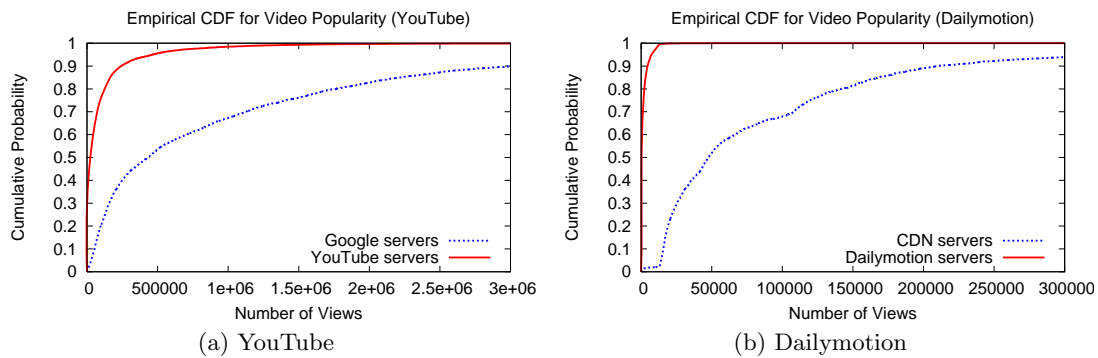 Empirical CDF for Video Popularity (YouTube)
Cumulative Probability
1
0.9
0.8
0.7
0.6
0.5
0.4
0.3
0.2
0.1
0
Google servers
YouTube servers
0 500000 1e+06 1.5e+06 2e+06 2.5e+06 3e+06
Number of Views
(a) YouTube
Empirical CDF for Video Popularity (Dailymotion)
Cumulative Probability
1
0.9
0.8
0.7
0.6
0.5
0.4
0.3
0.2
0.1
0
CDN servers
Dailymotion servers
0 50000 100000 150000 200000 250000 300000
Number of Views
(b) Dailymotion